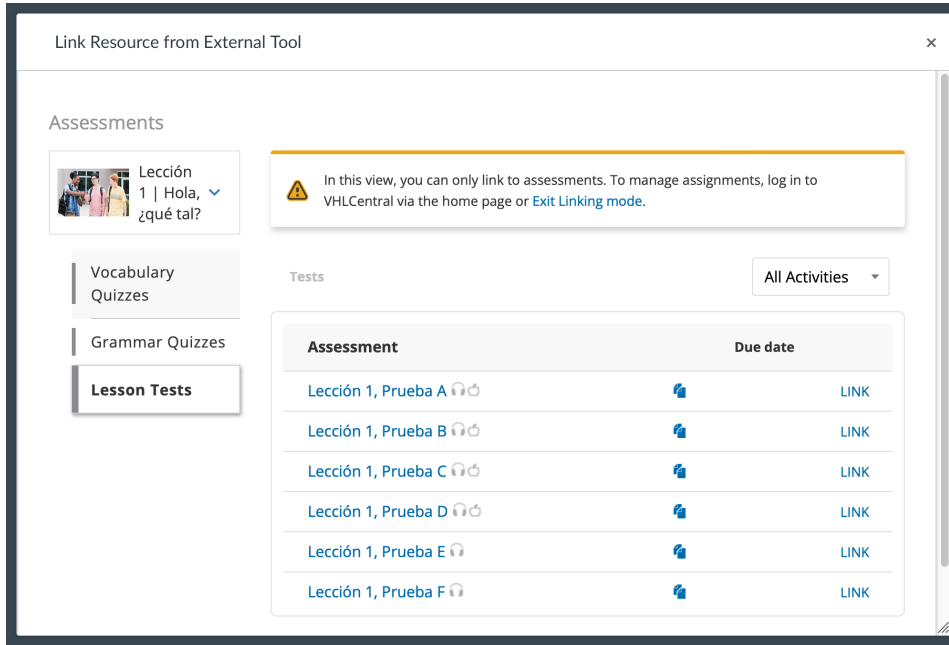 Link Resource from External Tool
×
Assessments
Lección
1 | Hola,
¿qué tal?
In this view, you can only link to assessments. To manage assignments, log in to
VHLCentral via the home page or Exit Linking mode.
Vocabulary
Quizzes
Grammar Quizzes
Lesson Tests
Tests
All Activities
Assessment Due date
Lección 1, Prueba A LINK
Lección 1, Prueba B LINK
Lección 1, Prueba C LINK
Lección 1, Prueba D LINK
Lección 1, Prueba E LINK
Lección 1, Prueba F LINK